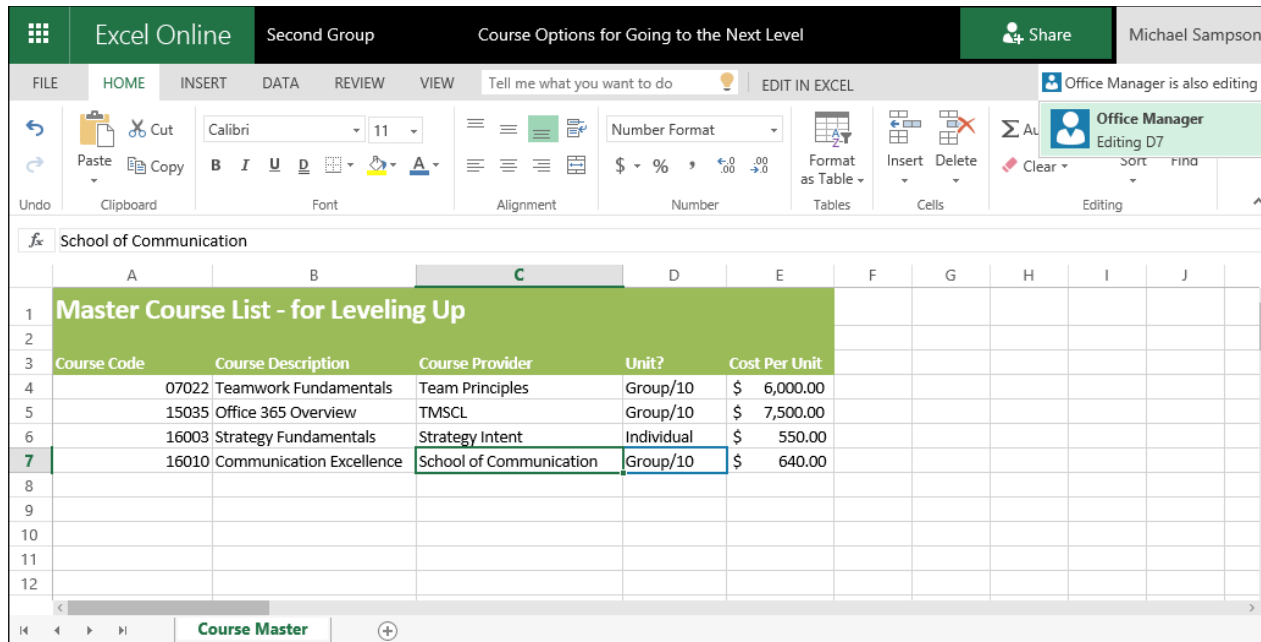 Excel Online Second Group Course Options for Going to the Next Level Share Michael Sampson
FILE HOME INSERT DATA REVIEW VIEW Tell me what you want to do EDIT IN EXCEL Office Manager is also editing
Office Manager
Editing D7
Cut Calibri 11 Number Format Σ Au
Paste Copy B I U D A $ % , .00 Format as Table Insert Delete Clear Sort Find
Undo Clipboard Font Alignment Number Tables Cells Editing
fx School of Communication
A B C D E F G H I J
1 Master Course List - for Leveling Up
2
3 Course Code Course Description Course Provider Unit? Cost Per Unit
4 07022 Teamwork Fundamentals Team Principles Group/10 $ 6,000.00
5 15035 Office 365 Overview TMSCL Group/10 $ 7,500.00
6 16003 Strategy Fundamentals Strategy Intent Individual $ 550.00
7 16010 Communication Excellence School of Communication Group/10 $ 640.00
8
9
10
11
12
Course Master